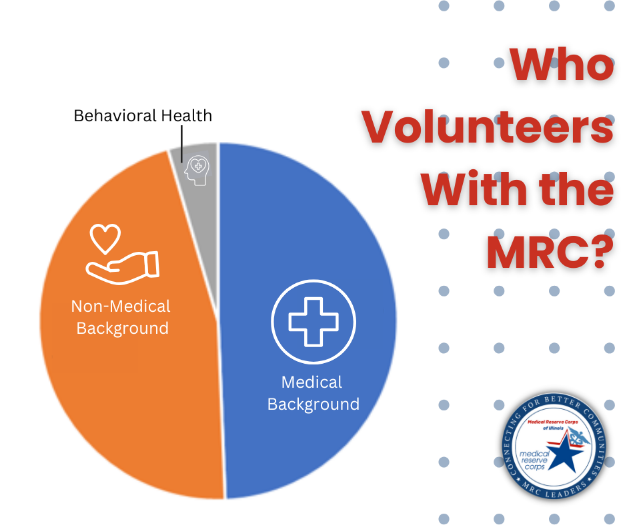 Who
Volunteers
With the
MRC?
Behavioral Health
Non-Medical
Background
Medical
Background
CONNECTING FOR BETTER COMMUNITIES
Medical Reserve Corps
of Illinois
medical
reserve
corps
MRC LEADERS